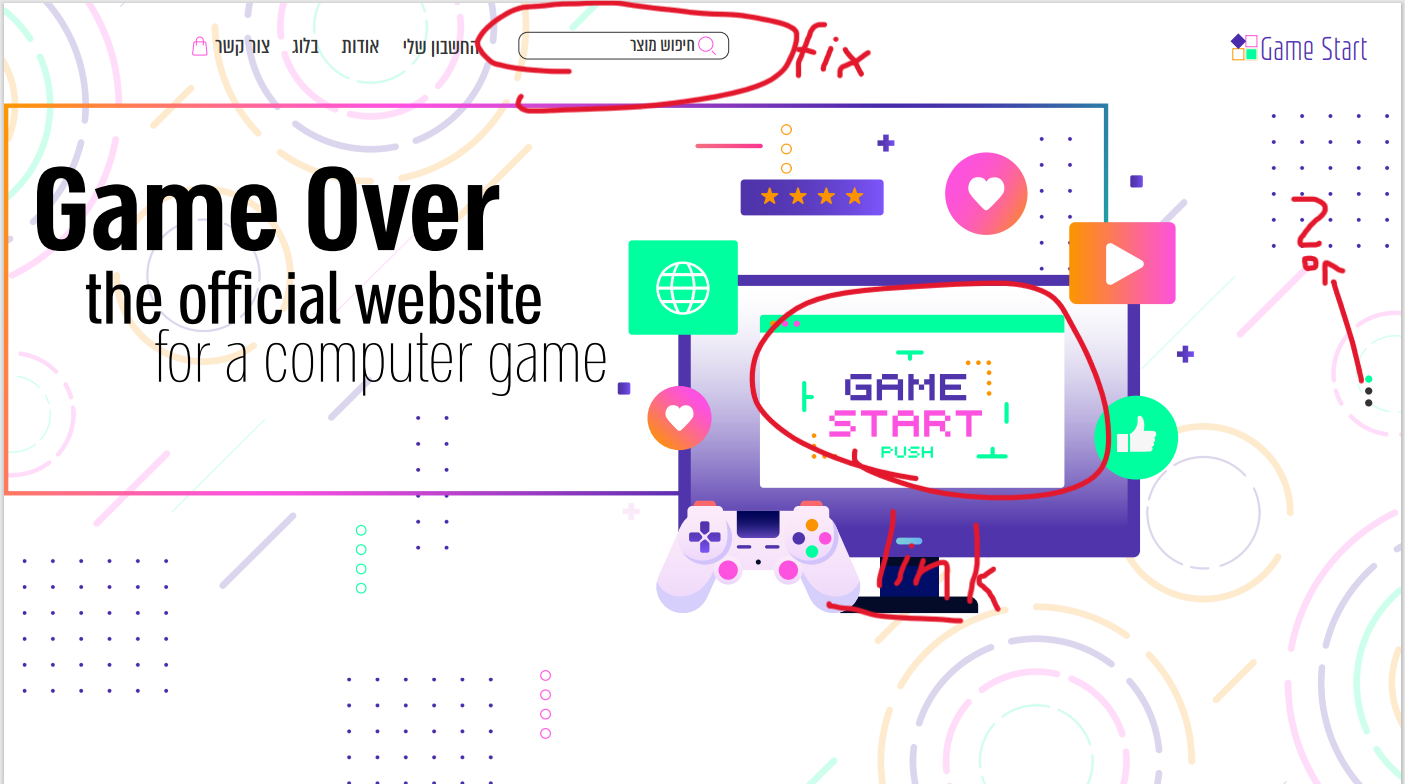 צור קשר בלוג אודות החשבון שלי חיפוש מוצר
fix
Game Start
Game Over
the official website
for a computer game
GAME
START
PUSH
?
link